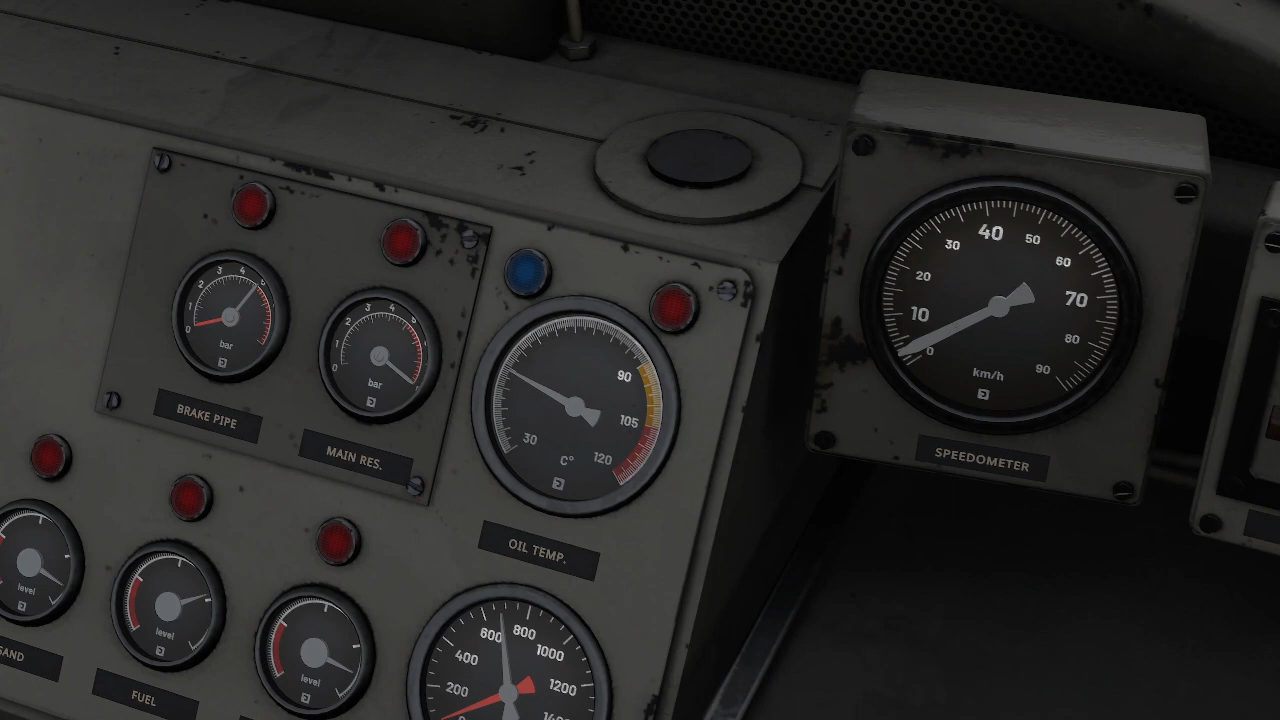 0 1 2 3 4 5
bar
BRAKE PIPE
0 1 2 3 4 5
bar
MAIN RES.
30 90 105 120
C°
OIL TEMP.
0 10 20 30 40 50 60 70 80 90
km/h
SPEEDOMETER
level
SAND
level
FUEL
level
200 400 600 800 1000 1200